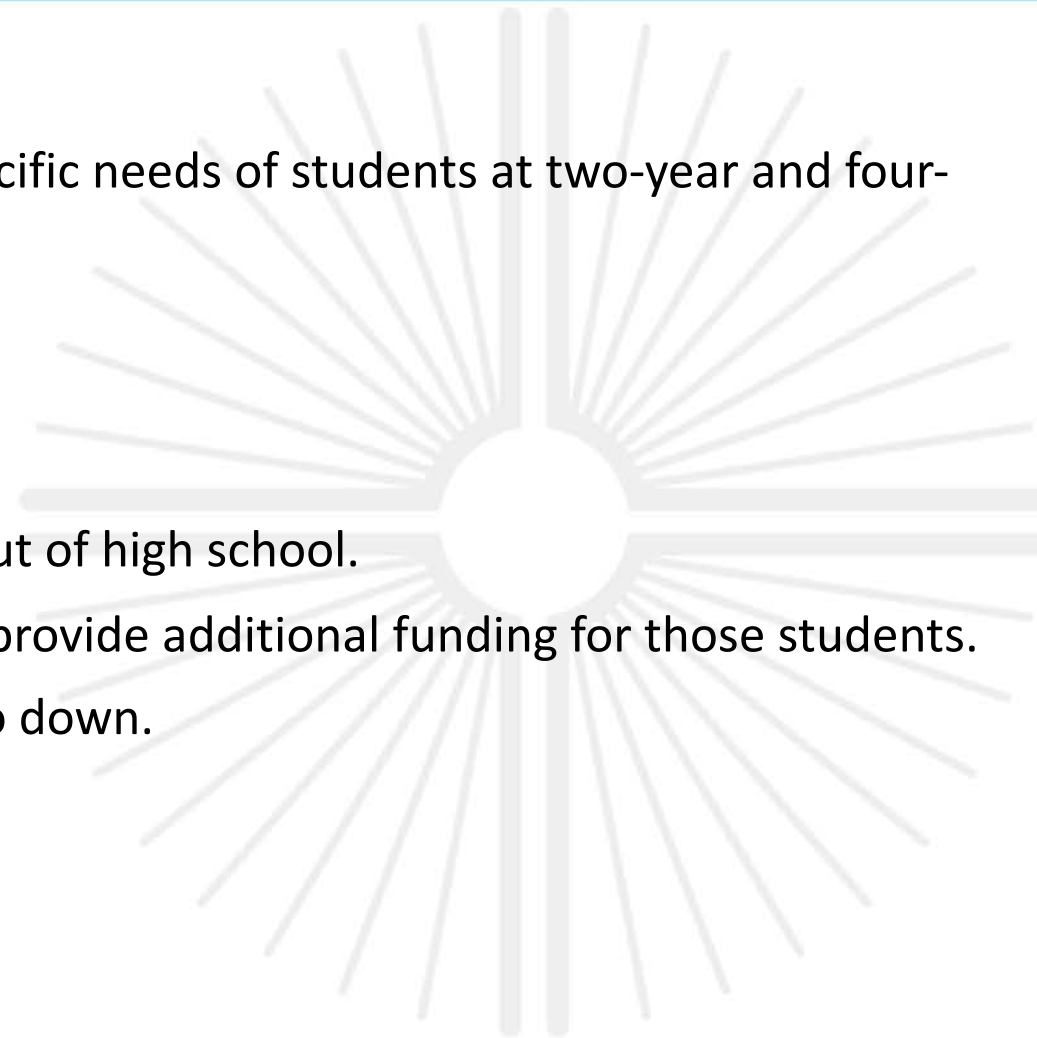 cific needs of students at two-year and four-
ut of high school.
provide additional funding for those students.
o down.